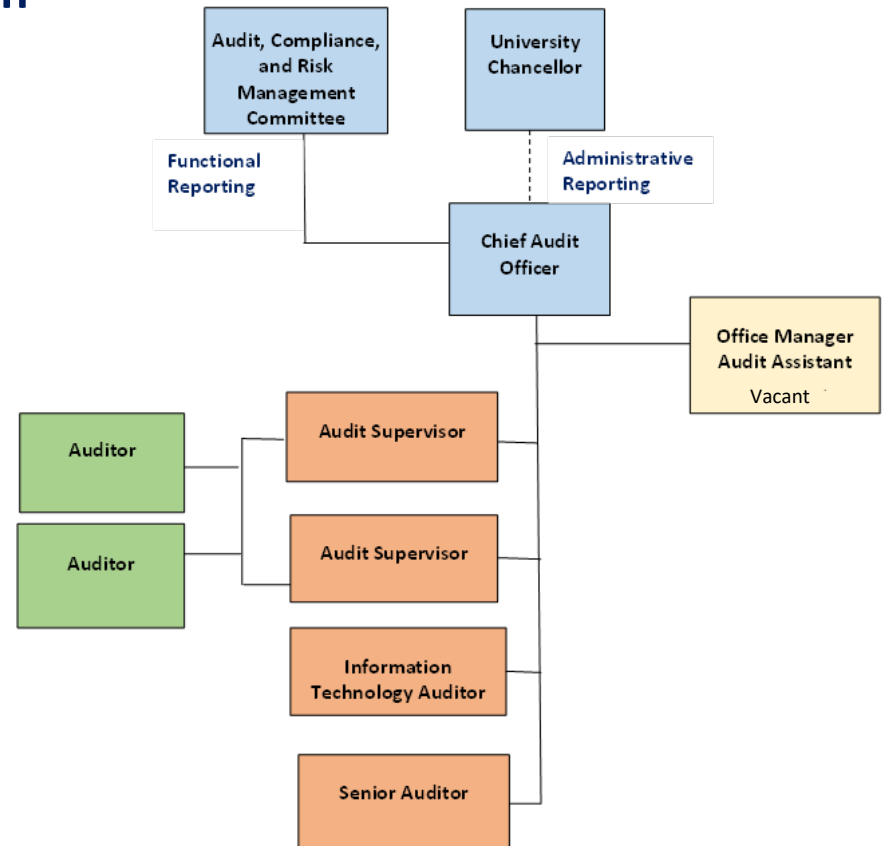 Audit, Compliance,
and Risk
Management
Committee
University
Chancellor
Functional
Reporting
Administrative
Reporting
Chief Audit
Officer
Office Manager
Audit Assistant
Vacant
Auditor
Audit Supervisor
Auditor
Audit Supervisor
Information
Technology Auditor
Senior Auditor